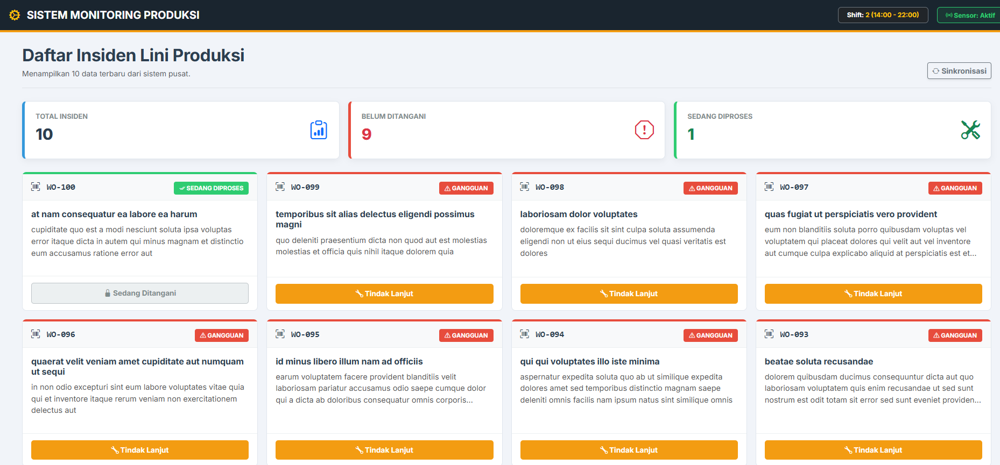 SISTEM MONITORING PRODUKSI
Shift: 2 (14:00 - 22:00)
Sensor: Aktif
Daftar Insiden Lini Produksi
Menampilkan 10 data terbaru dari sistem pusat.
Sinkronisasi
TOTAL INSIDEN
10
BELUM DITANGANI
9
SEDANG DIPROSES
1
WO-100
SEDANG DIPROSES
at nam consequatur ea labore ea harum
cupiditate quo est a modi nesciunt soluta ipsa voluptas
error itaque dicta in autem qui minus magnam et distinctio
eum accusamus ratione error aut
Sedang Ditangani
WO-099
GANGGUAN
temporibus sit alias delectus eligendi possimus
magni
quo deleniti praesentium dicta non quod aut est molestias
molestias et officia quis nihil itaque dolorem quia
Tindak Lanjut
WO-098
GANGGUAN
laboriosam dolor voluptates
doloremque ex facilis sit sint culpa soluta assumenda
eligendi non ut eius sequi ducimus vel quasi veritatis est
dolores
Tindak Lanjut
WO-097
GANGGUAN
quas fugiat ut perspiciatis vero provident
eum non blanditiis soluta porro quibusdam voluptas vel
voluptatem qui placeat dolores qui velit aut vel inventore
aut cumque culpa explicabo aliquid at perspiciatis est et...
Tindak Lanjut
WO-096
GANGGUAN
quaerat velit veniam amet cupiditate aut numquam
ut sequi
in non odio excepturi sint eum labore voluptates vitae quia
qui et inventore itaque rerum veniam non exercitationem
delectus aut
Tindak Lanjut
WO-095
GANGGUAN
id minus libero illum nam ad officiis
earum voluptatem facere provident blanditiis velit
laboriosam pariatur accusamus odio saepe cumque dolor
qui a dicta ab doloribus consequatur omnis corporis...
Tindak Lanjut
WO-094
GANGGUAN
qui qui voluptates illo iste minima
aspernatur expedita soluta quo ab ut similique expedita
dolores amet sed temporibus distinctio magnam saepe
deleniti omnis facilis nam ipsum natus sint similique omnis
Tindak Lanjut
WO-093
GANGGUAN
beatae soluta recusandae
dolorem quibusdam ducimus consequuntur dicta aut quo
laboriosam voluptatem quis enim recusandae ut sed sunt
nostrum est odit totam sit error sed sunt eveniet providen...
Tindak Lanjut